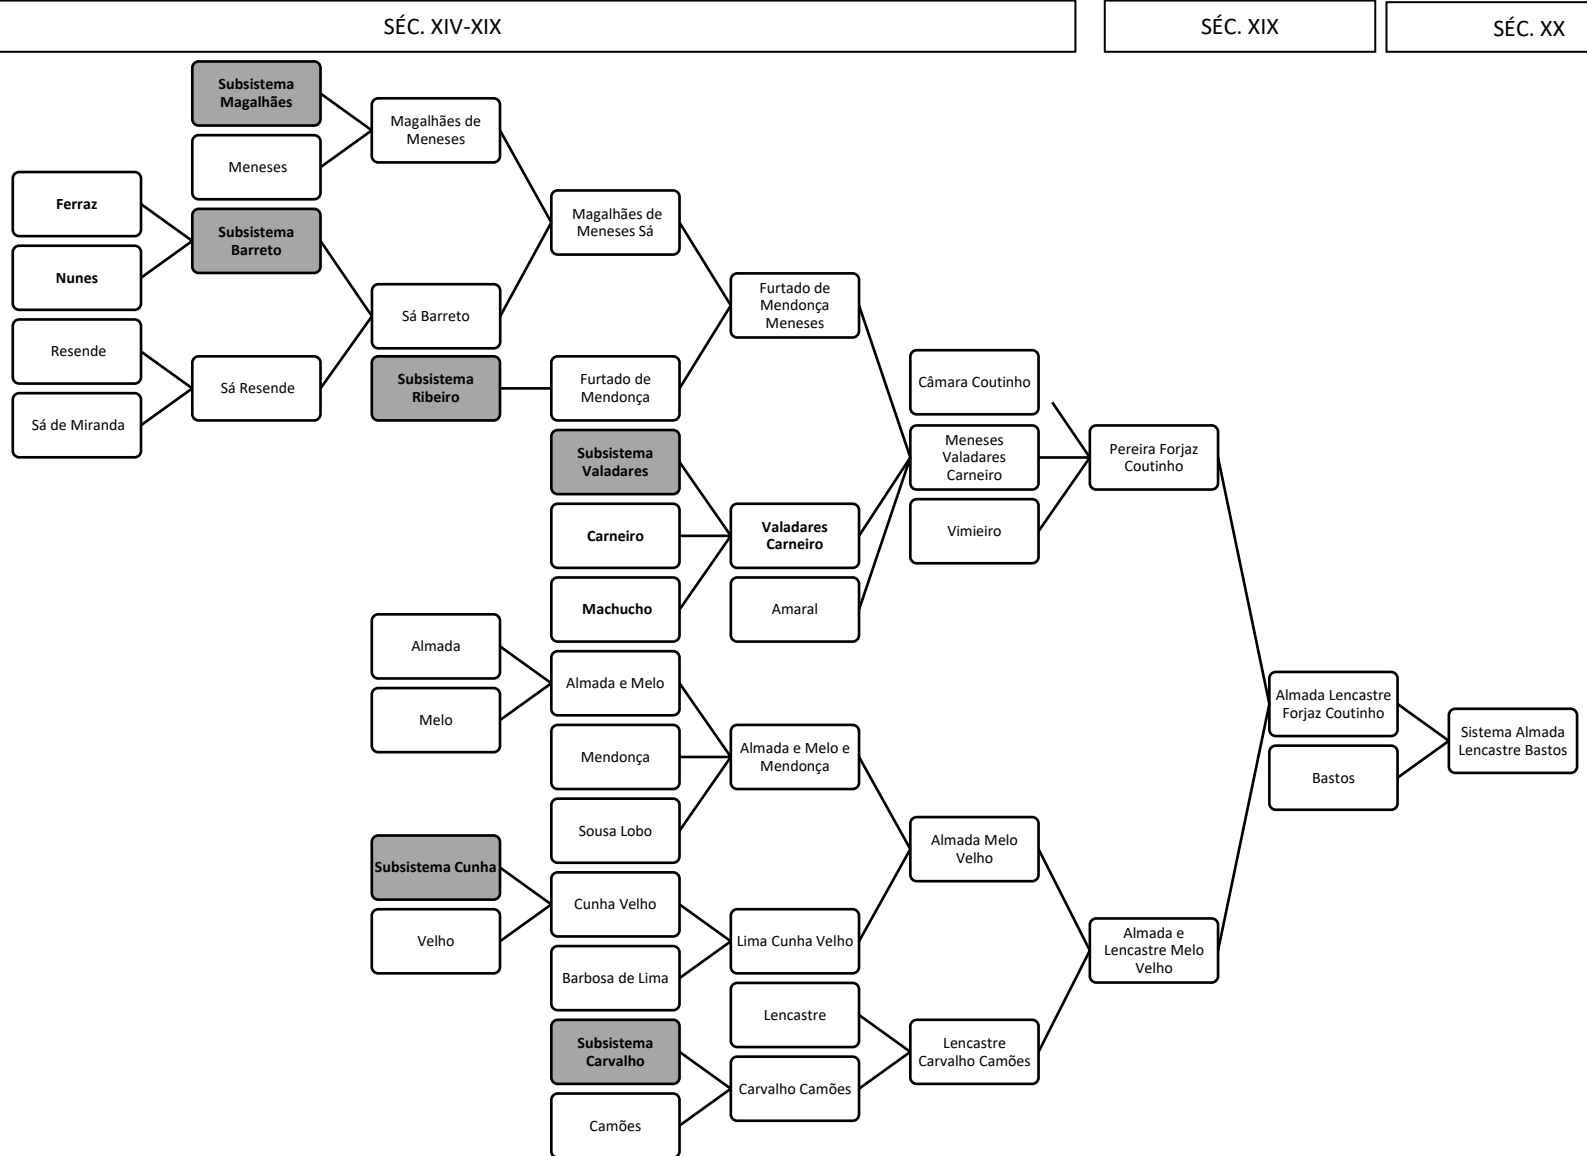 SÉC. XIV-XIX
SÉC. XIX
SÉC. XX
Subsistema
Magalhães
Magalhães de
Meneses
Meneses
Ferraz
Magalhães de
Meneses Sá
Subsistema
Barreto
Nunes
Furtado de
Mendonça
Meneses
Sá Barreto
Resende
Câmara Coutinho
Sá Resende
Subsistema
Ribeiro
Furtado de
Mendonça
Sá de Miranda
Meneses
Valadares
Carneiro
Pereira Forjaz
Coutinho
Subsistema
Valadares
Vimieiro
Carneiro
Valadares
Carneiro
Machucho
Amaral
Almada
Almada e Melo
Almada Lencastre
Forjaz Coutinho
Melo
Sistema Almada
Lencastre Bastos
Mendonça
Almada e Melo e
Mendonça
Bastos
Sousa Lobo
Almada Melo
Velho
Subsistema Cunha
Cunha Velho
Velho
Lima Cunha Velho
Almada e
Lencastre Melo
Velho
Barbosa de Lima
Lencastre
Subsistema
Carvalho
Lencastre
Carvalho Camões
Carvalho Camões
Camões